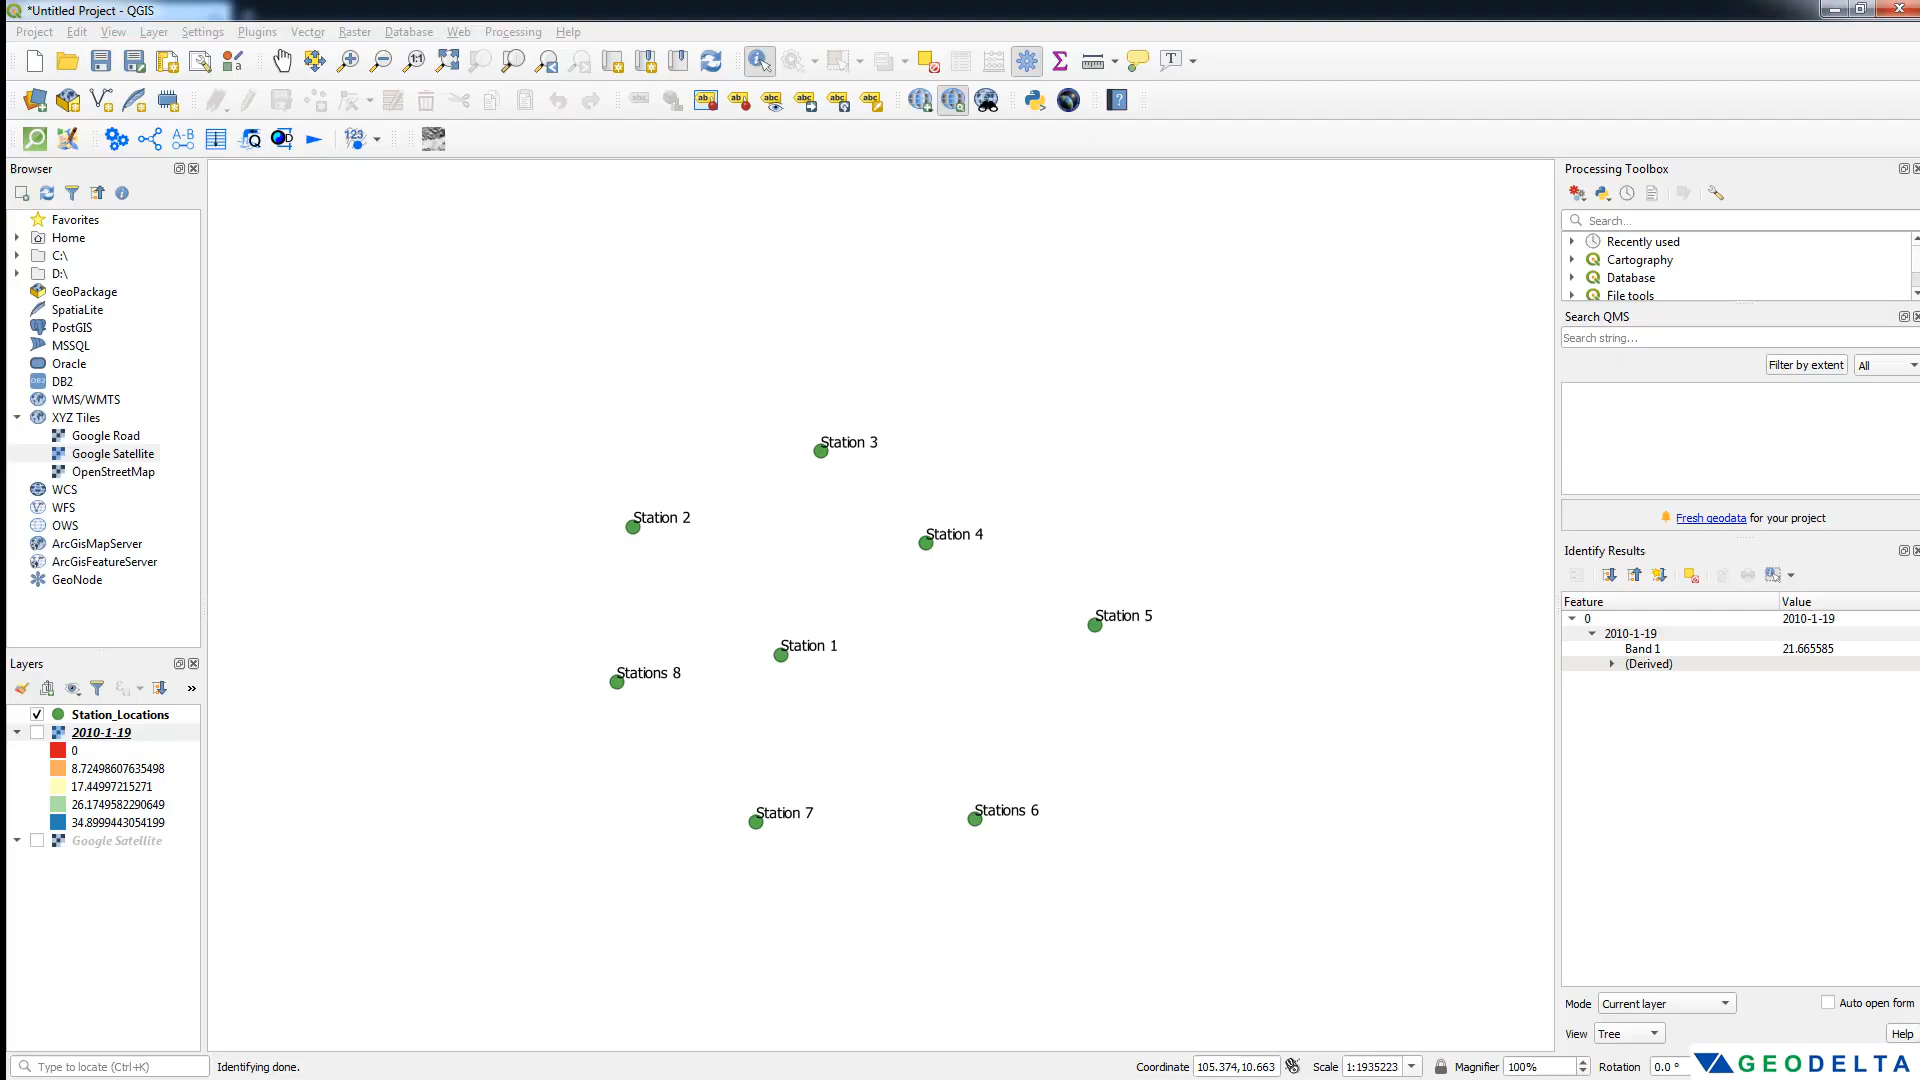 *Untitled Project - QGIS
Project Edit View Layer Settings Plugins Vector Raster Database Web Processing Help
Browser
Favorites
Home
C:\
D:\
GeoPackage
SpatiaLite
PostGIS
MSSQL
Oracle
DB2
WMS/WMTS
XYZ Tiles
Google Road
Google Satellite
OpenStreetMap
WCS
WFS
OWS
ArcGisMapServer
ArcGisFeatureServer
GeoNode
Layers
»
Station_Locations
2010-1-19
0
8.72498607635498
17.44997215271
26.1749582290649
34.8999443054199
Google Satellite
Type to locate (Ctrl+K)
Identifying done.
Station 3
Station 2
Station 4
Station 5
Station 1
Stations 8
Station 7
Stations 6
Processing Toolbox
Search...
Recently used
Cartography
Database
File tools
Search QMS
Search string...
Filter by extent All
Fresh geodata for your project
Identify Results
Feature Value
0 2010-1-19
2010-1-19
Band 1 21.665585
(Derived)
Mode Current layer Auto open form
View Tree Help
Coordinate 105.374,10.663 Scale 1:1935223 Magnifier 100% Rotation 0.0 °
GEODELTA